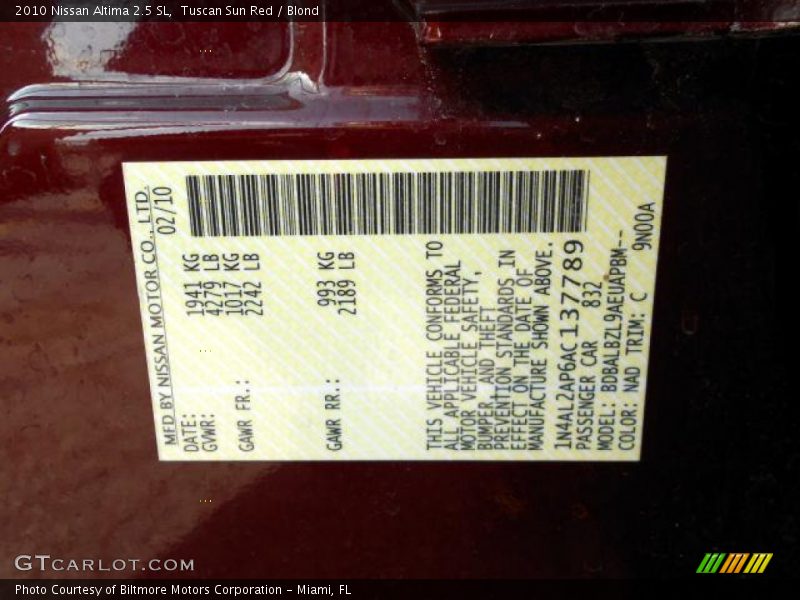 2010 Nissan Altima 2.5 SL,  Tuscan Sun Red / Blond
MFD BY NISSAN MOTOR CO., LTD.
DATE: 02/10
GVWR: 1941 KG
4279 LB
GAWR FR.: 1017 KG
2242 LB
GAWR RR.: 993 KG
2189 LB
THIS VEHICLE CONFORMS TO
ALL APPLICABLE FEDERAL
MOTOR VEHICLE SAFETY,
BUMPER, AND THEFT
PREVENTION STANDARDS IN
EFFECT ON THE DATE OF
MANUFACTURE SHOWN ABOVE.
1N4AL2AP6AC137789
PASSENGER CAR 832
MODEL: BDBALBZL9AEUAPBM--
COLOR: NAD TRIM: C 9N00A
GTCARLOT.COM
Photo Courtesy of Biltmore Motors Corporation - Miami, FL